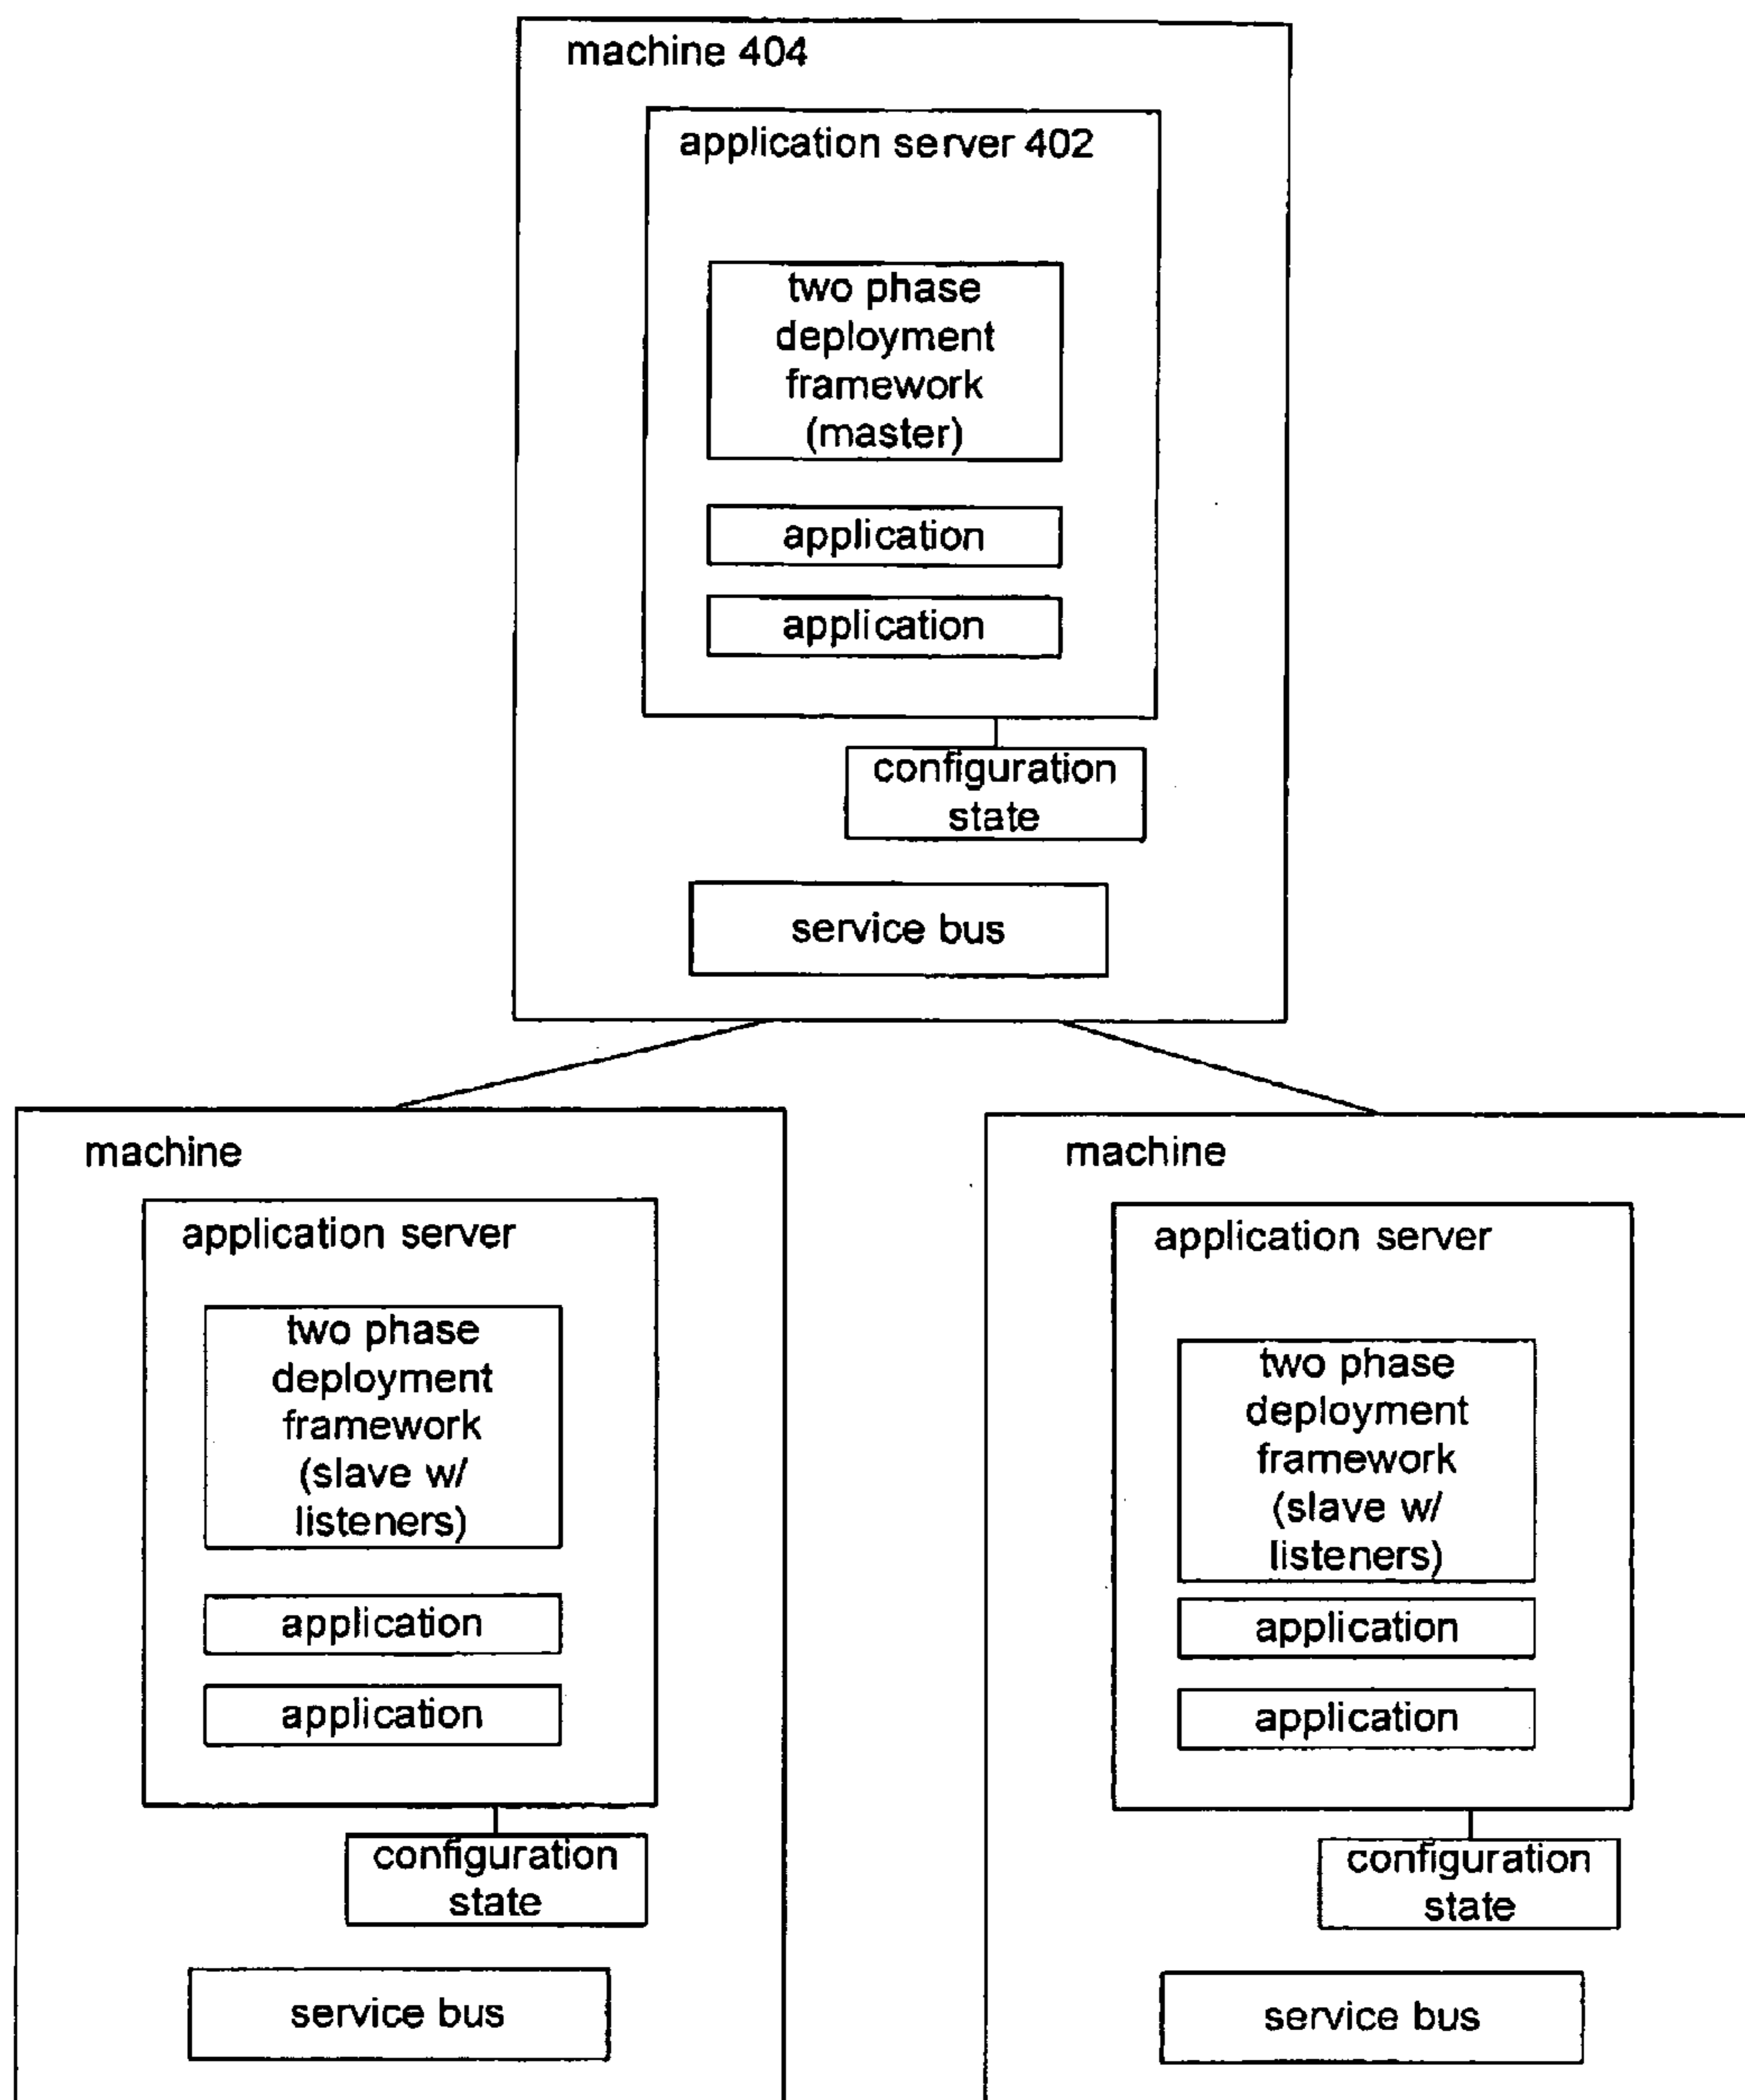 machine 404
application server 402
two phase
deployment
framework
(master)
application
application
configuration
state
service bus
machine
application server
two phase
deployment
framework
(slave w/
listeners)
application
application
configuration
state
service bus
machine
application server
two phase
deployment
framework
(slave w/
listeners)
application
application
configuration
state
service bus